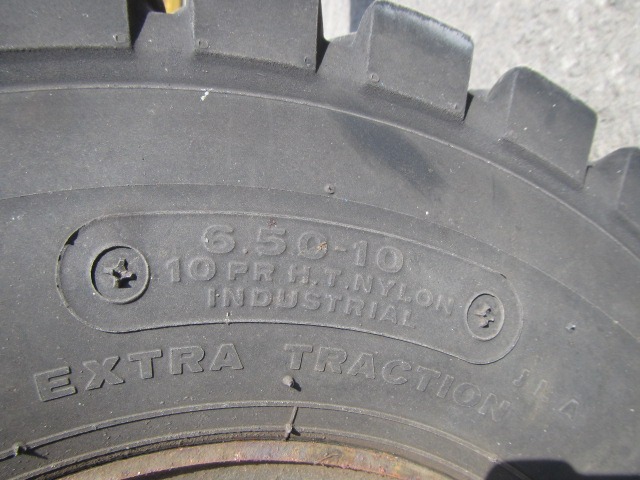 6.50-10
10 PR H.T. NYLON
INDUSTRIAL
EXTRA TRACTION